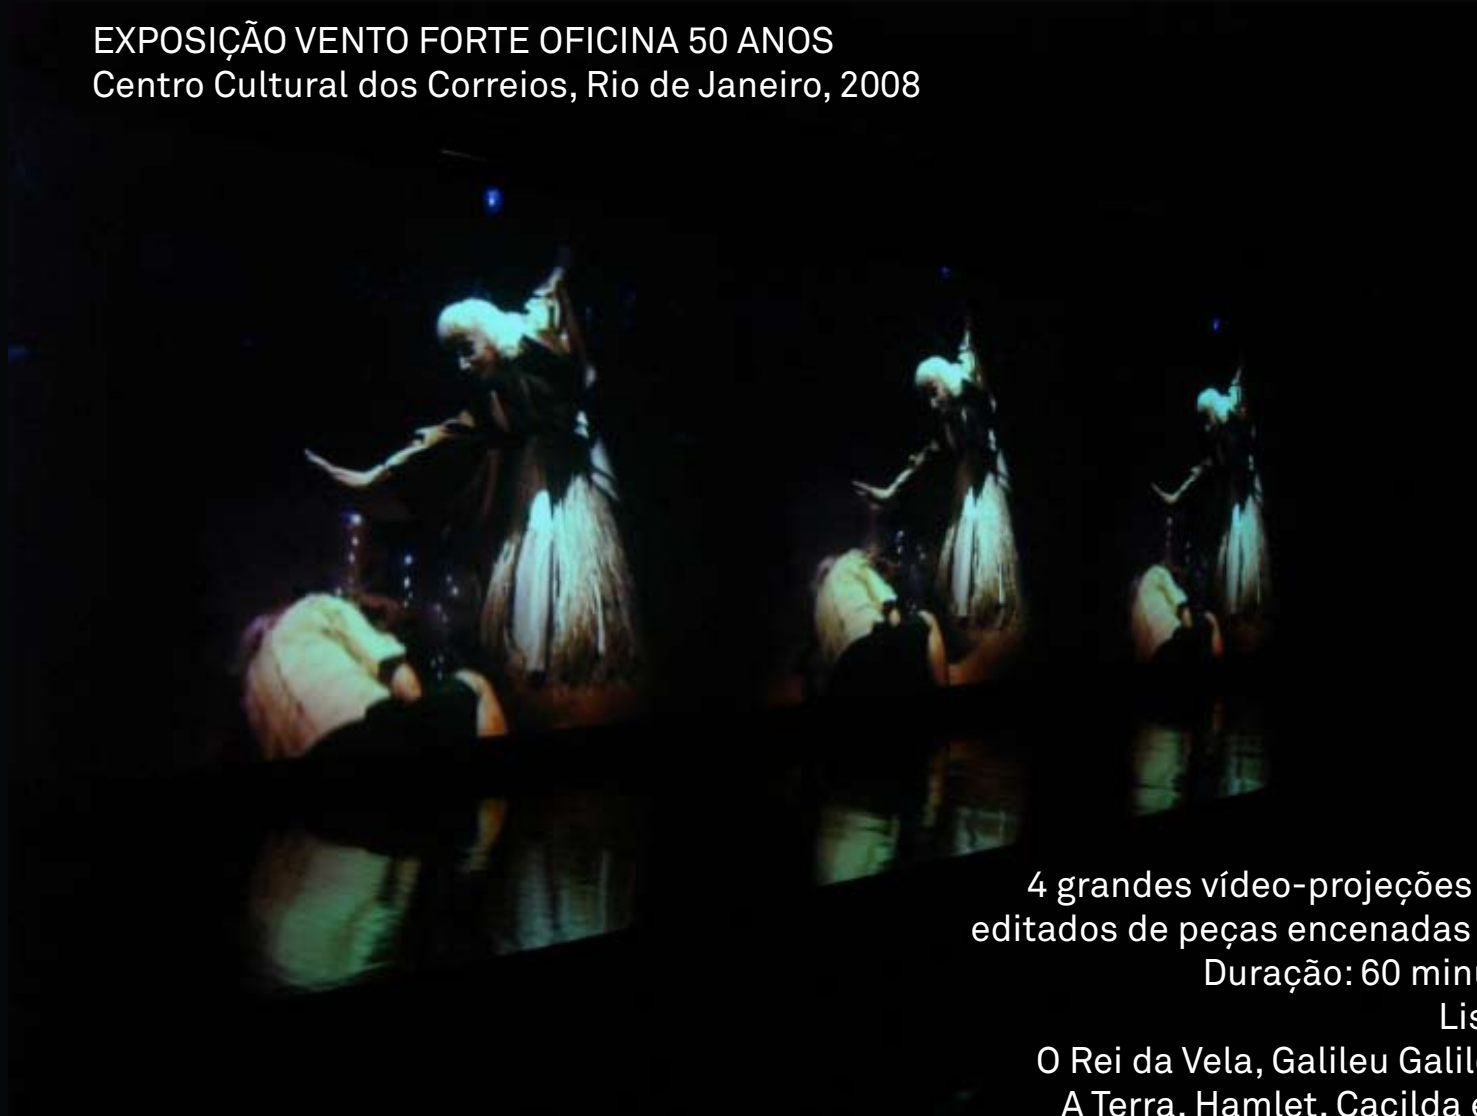 EXPOSIÇÃO VENTO FORTE OFICINA 50 ANOS
Centro Cultural dos Correios, Rio de Janeiro, 2008
4 grandes vídeo-projeções
editados de peças encenadas
Duração: 60 min
Lis
O Rei da Vela, Galileu Galil
A Terra, Hamlet, Cacilda